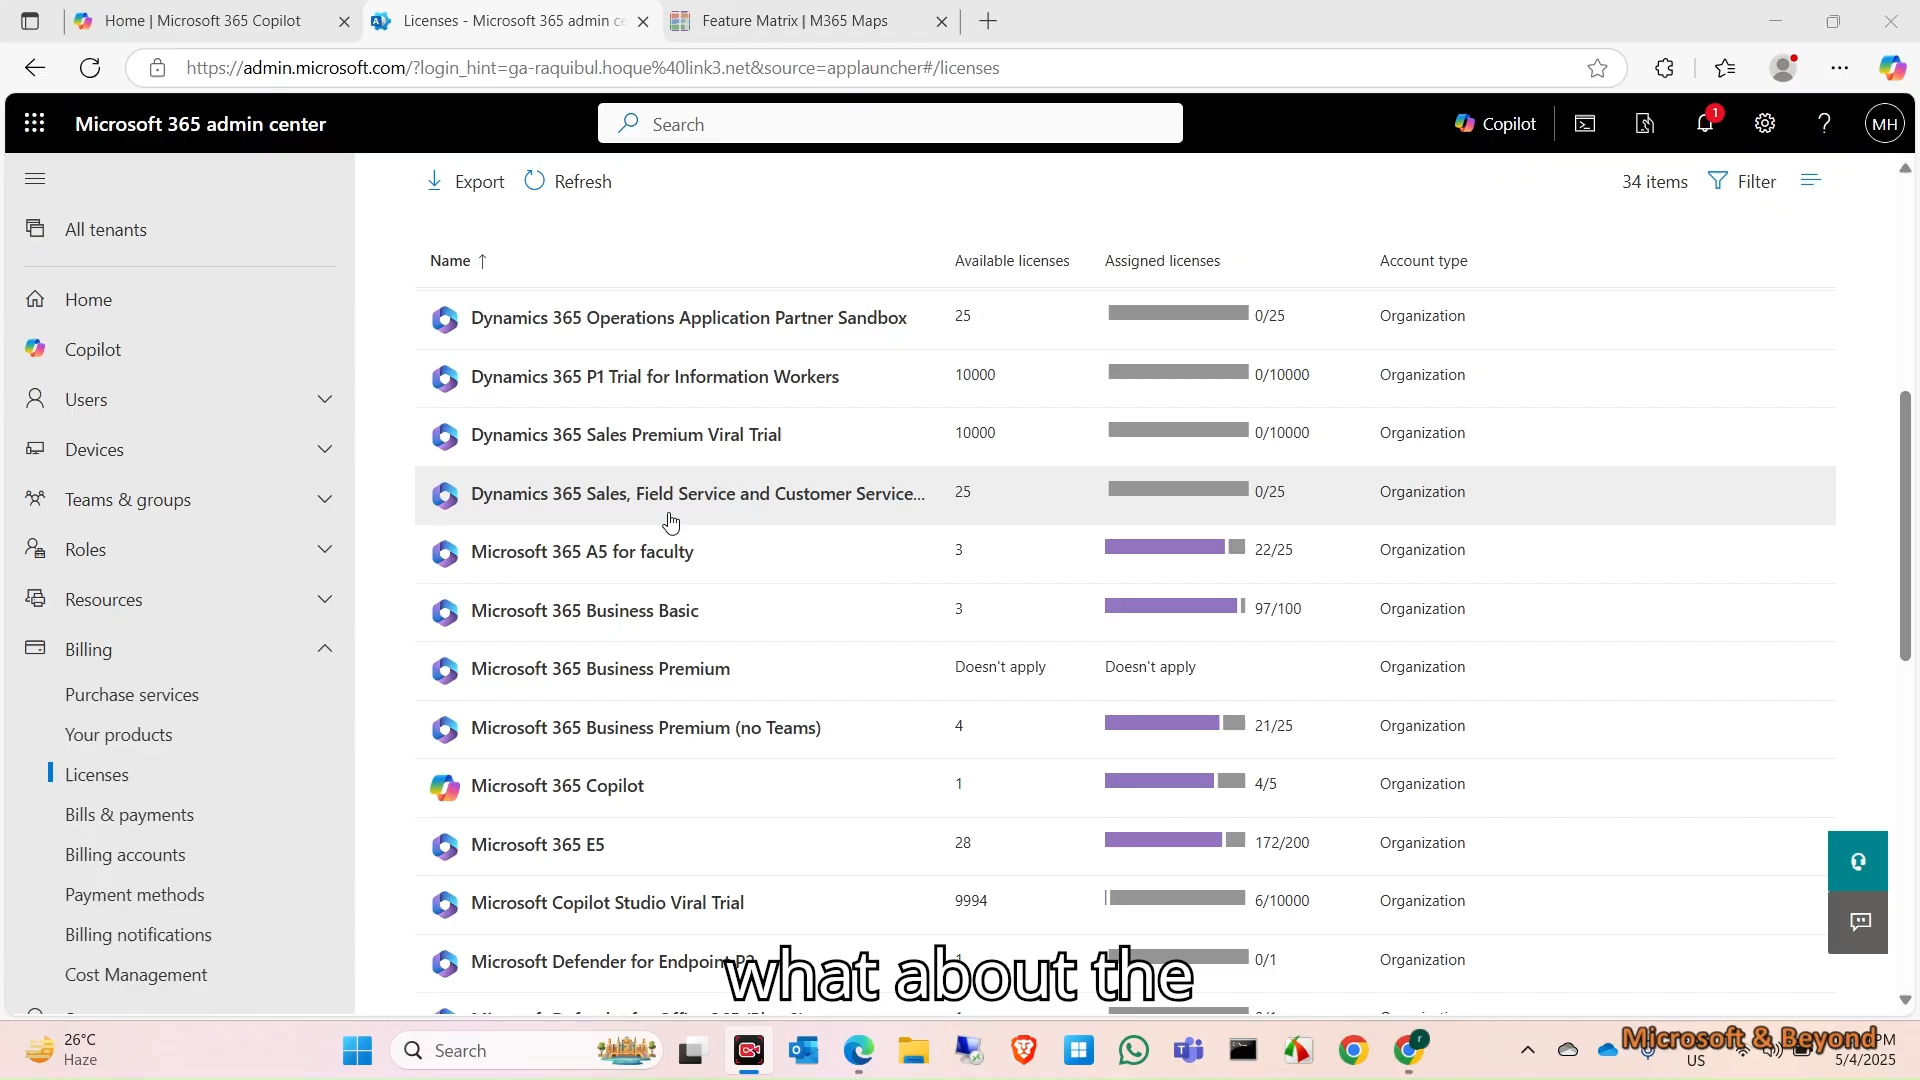 Home | Microsoft 365 Copilot
Licenses - Microsoft 365 admin ce
Feature Matrix | M365 Maps
https://admin.microsoft.com/?login_hint=ga-raquibul.hoque%40link3.net&source=applauncher#/licenses
Microsoft 365 admin center
Search
Copilot
1
MH
Export
Refresh
34 items
Filter
All tenants
Home
Copilot
Users
Devices
Teams & groups
Roles
Resources
Billing
Purchase services
Your products
Licenses
Bills & payments
Billing accounts
Payment methods
Billing notifications
Cost Management
Name ↑ Available licenses Assigned licenses Account type
Dynamics 365 Operations Application Partner Sandbox 25 0/25 Organization
Dynamics 365 P1 Trial for Information Workers 10000 0/10000 Organization
Dynamics 365 Sales Premium Viral Trial 10000 0/10000 Organization
Dynamics 365 Sales, Field Service and Customer Service... 25 0/25 Organization
Microsoft 365 A5 for faculty 3 22/25 Organization
Microsoft 365 Business Basic 3 97/100 Organization
Microsoft 365 Business Premium Doesn't apply Doesn't apply Organization
Microsoft 365 Business Premium (no Teams) 4 21/25 Organization
Microsoft 365 Copilot 1 4/5 Organization
Microsoft 365 E5 28 172/200 Organization
Microsoft Copilot Studio Viral Trial 9994 6/10000 Organization
Microsoft Defender for Endpoint P2 1 0/1 Organization
what about the
26°C
Haze
Search
Microsoft & Beyond
PM
US
5/4/2025